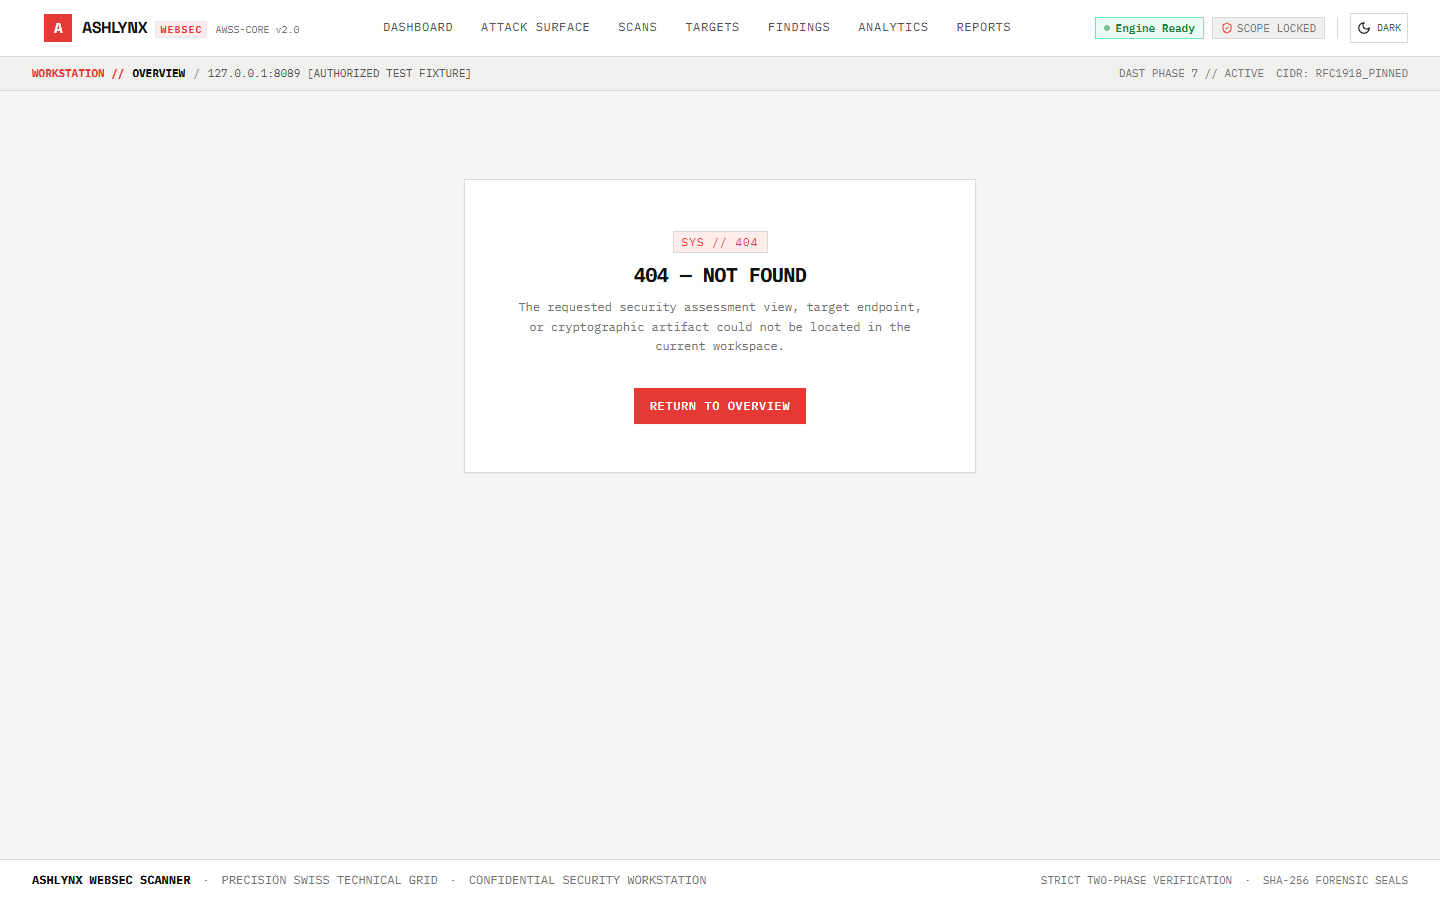 A ASHLYNX WEBSEC AWSS-CORE v2.0 DASHBOARD ATTACK SURFACE SCANS TARGETS FINDINGS ANALYTICS REPORTS Engine Ready SCOPE LOCKED DARK
WORKSTATION // OVERVIEW / 127.0.0.1:8089 [AUTHORIZED TEST FIXTURE] DAST PHASE 7 // ACTIVE CIDR: RFC1918_PINNED
SYS // 404
404 — NOT FOUND
The requested security assessment view, target endpoint,
or cryptographic artifact could not be located in the
current workspace.
RETURN TO OVERVIEW
ASHLYNX WEBSEC SCANNER · PRECISION SWISS TECHNICAL GRID · CONFIDENTIAL SECURITY WORKSTATION STRICT TWO-PHASE VERIFICATION · SHA-256 FORENSIC SEALS